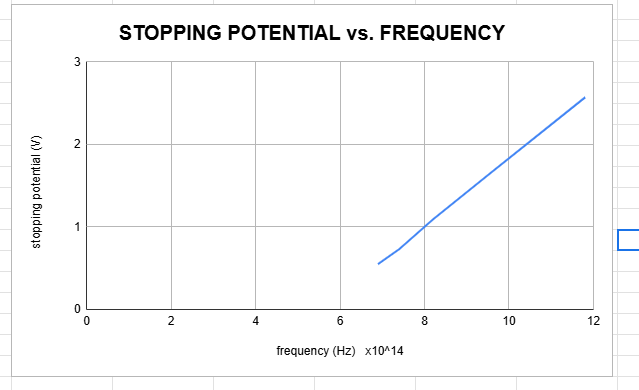 STOPPING POTENTIAL vs. FREQUENCY
3
2
1
0
stopping potential (V)
0 2 4 6 8 10 12
frequency (Hz) x10^14